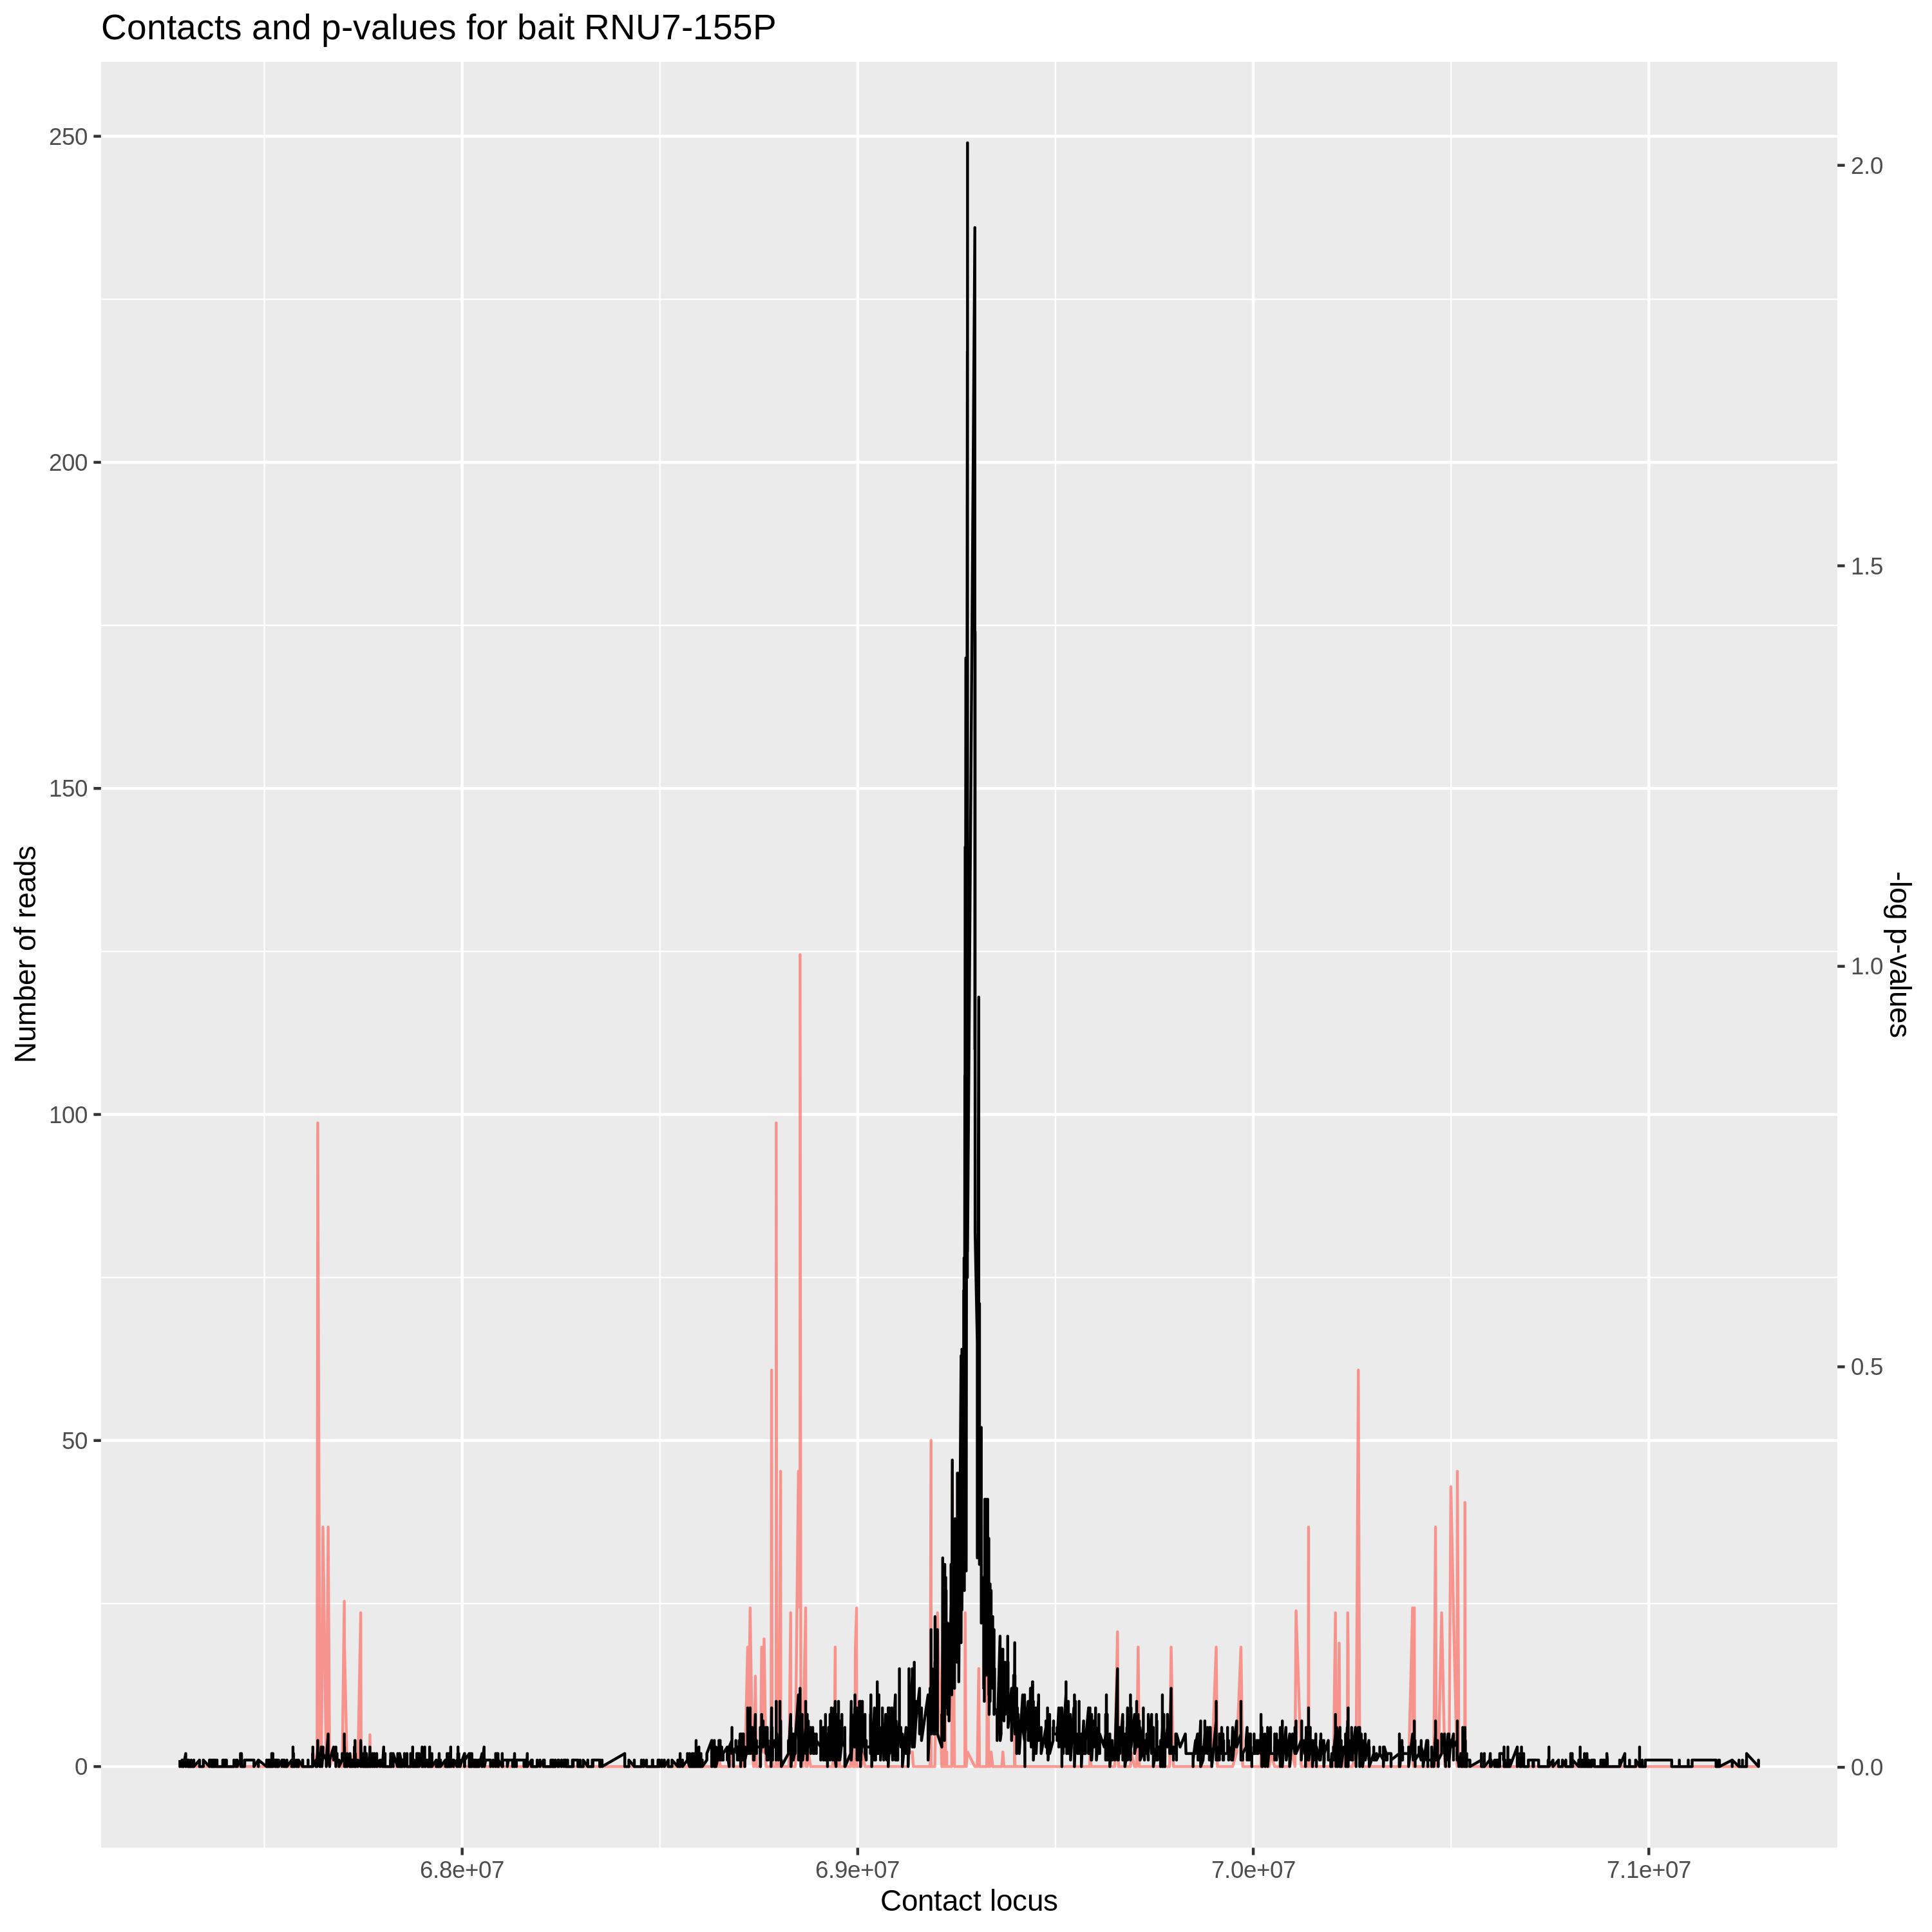 Contacts and p-values for bait RNU7-155P
250
200
150
100
50
0
Number of reads
2.0
1.5
1.0
0.5
0.0
-log p-values
6.8e+07
6.9e+07
7.0e+07
7.1e+07
Contact locus